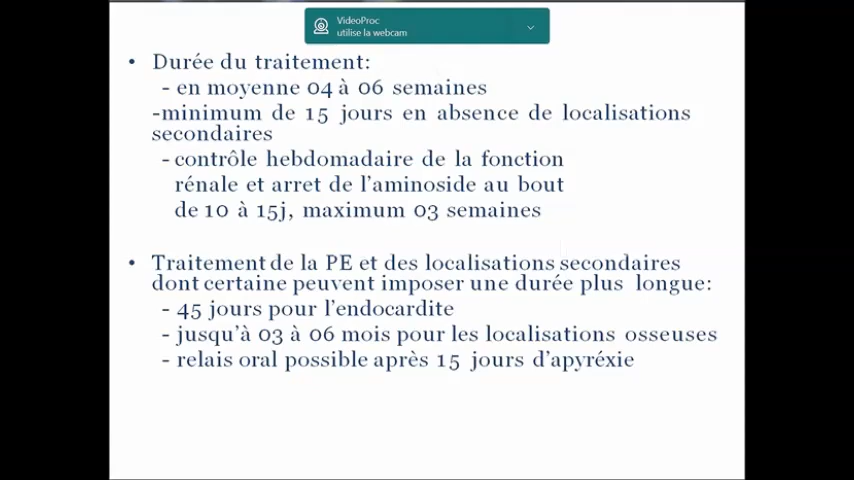 VideoProc
utilise la webcam
• Durée du traitement:
- en moyenne 04 à 06 semaines
-minimum de 15 jours en absence de localisations
secondaires
- contrôle hebdomadaire de la fonction
rénale et arret de l'aminoside au bout
de 10 à 15j, maximum 03 semaines
• Traitement de la PE et des localisations secondaires
dont certaine peuvent imposer une durée plus longue:
- 45 jours pour l'endocardite
- jusqu'à 03 à 06 mois pour les localisations osseuses
- relais oral possible après 15 jours d'apyréxie